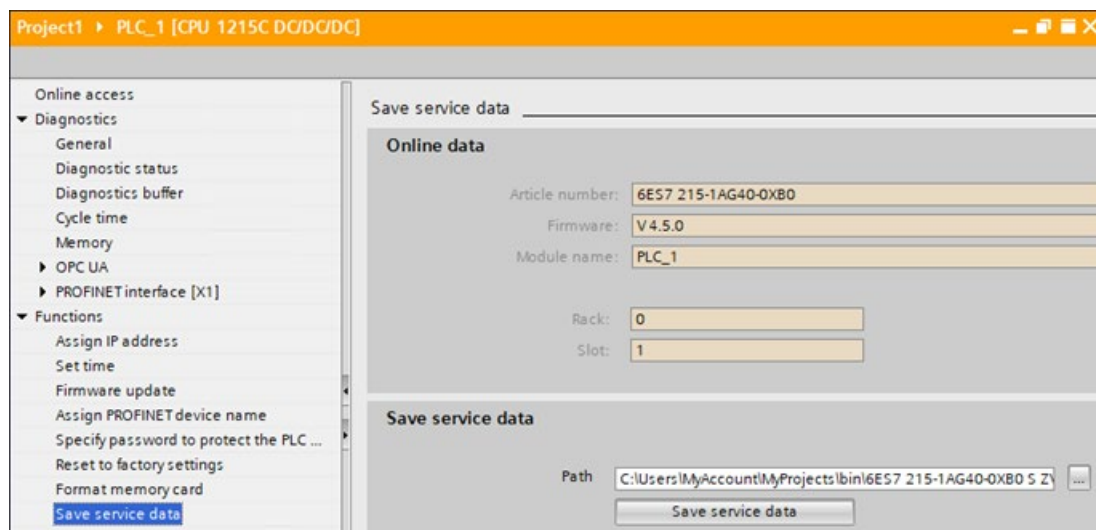 Project1 ▸ PLC_1 [CPU 1215C DC/DC/DC]
Online access
Diagnostics
General
Diagnostic status
Diagnostics buffer
Cycle time
Memory
OPC UA
PROFINET interface [X1]
Functions
Assign IP address
Set time
Firmware update
Assign PROFINET device name
Specify password to protect the PLC ...
Reset to factory settings
Format memory card
Save service data
Save service data
Online data
Article number: 6ES7 215-1AG40-0XB0
Firmware: V 4.5.0
Module name: PLC_1
Rack: 0
Slot: 1
Save service data
Path C:\Users\MyAccount\MyProjects\bin\6ES7 215-1AG40-0XB0 S Z ...
Save service data